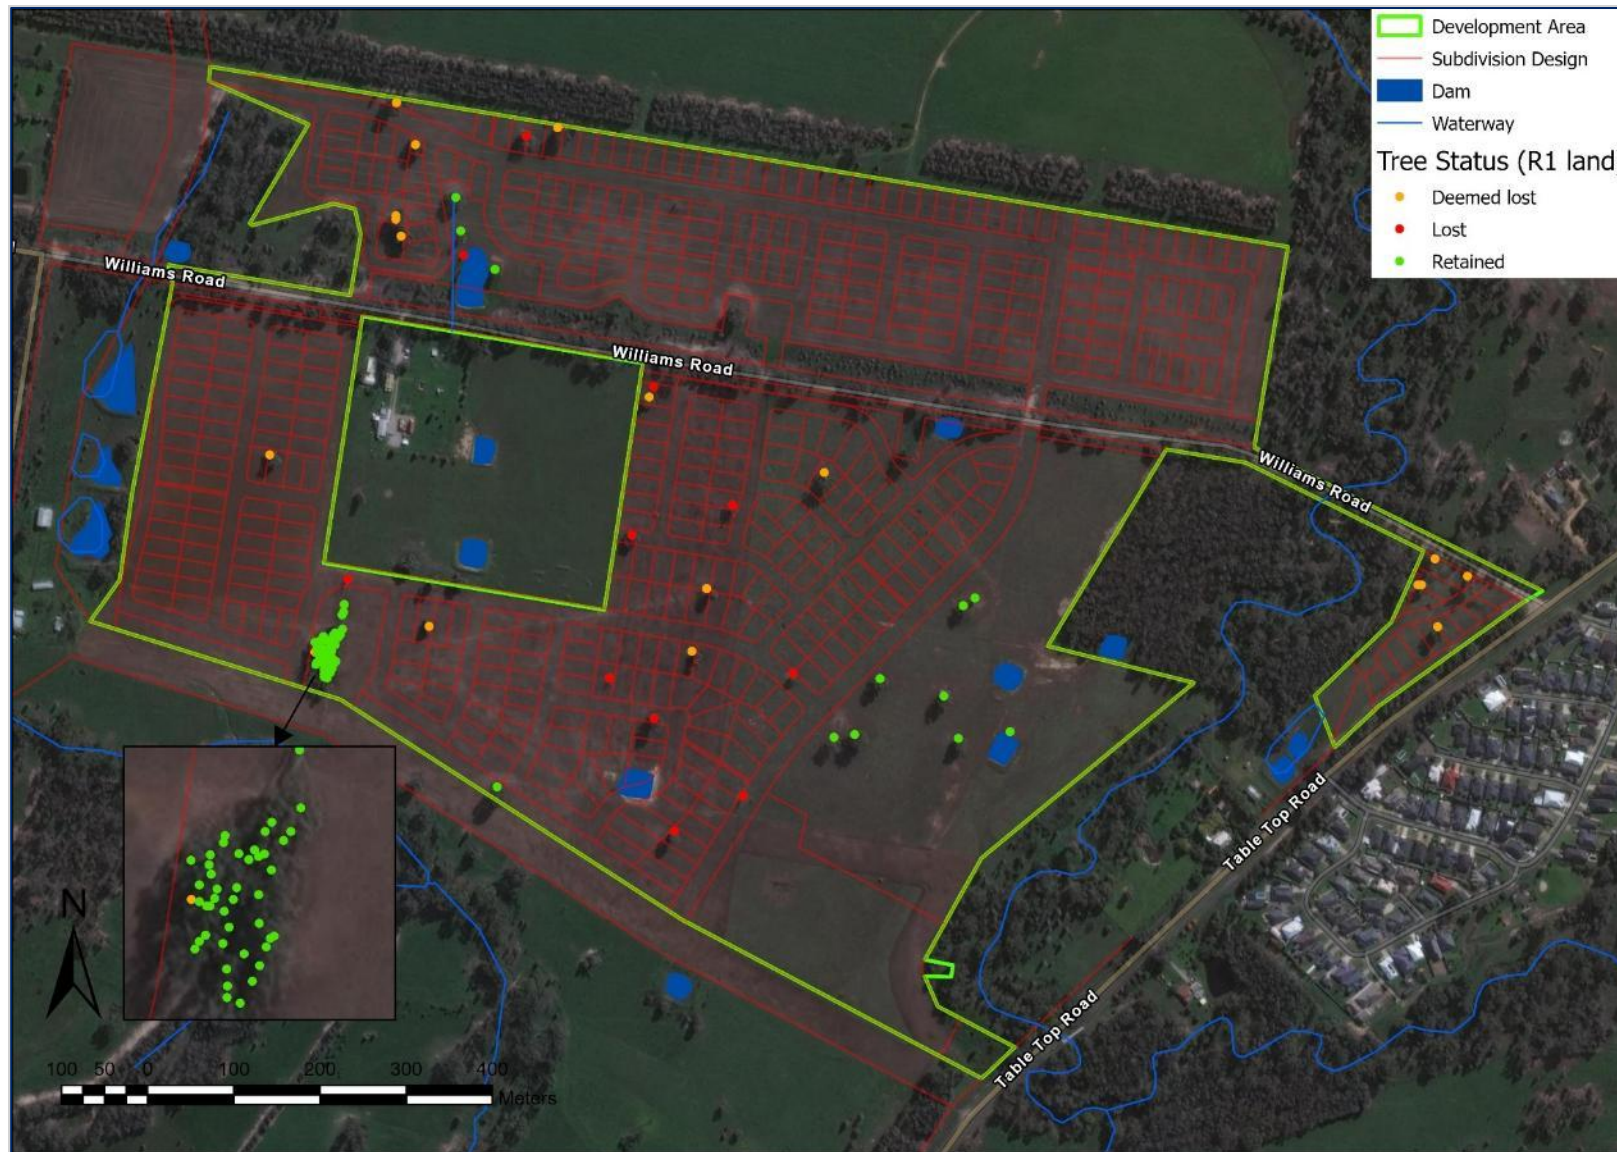 Development Area
Subdivision Design
Dam
Waterway
Tree Status (R1 land
Deemed lost
Lost
Retained
Williams Road
Williams Road
Williams Road
Table Top Road
Table Top Road
N
100 50 0 100 200 300 400
Meters